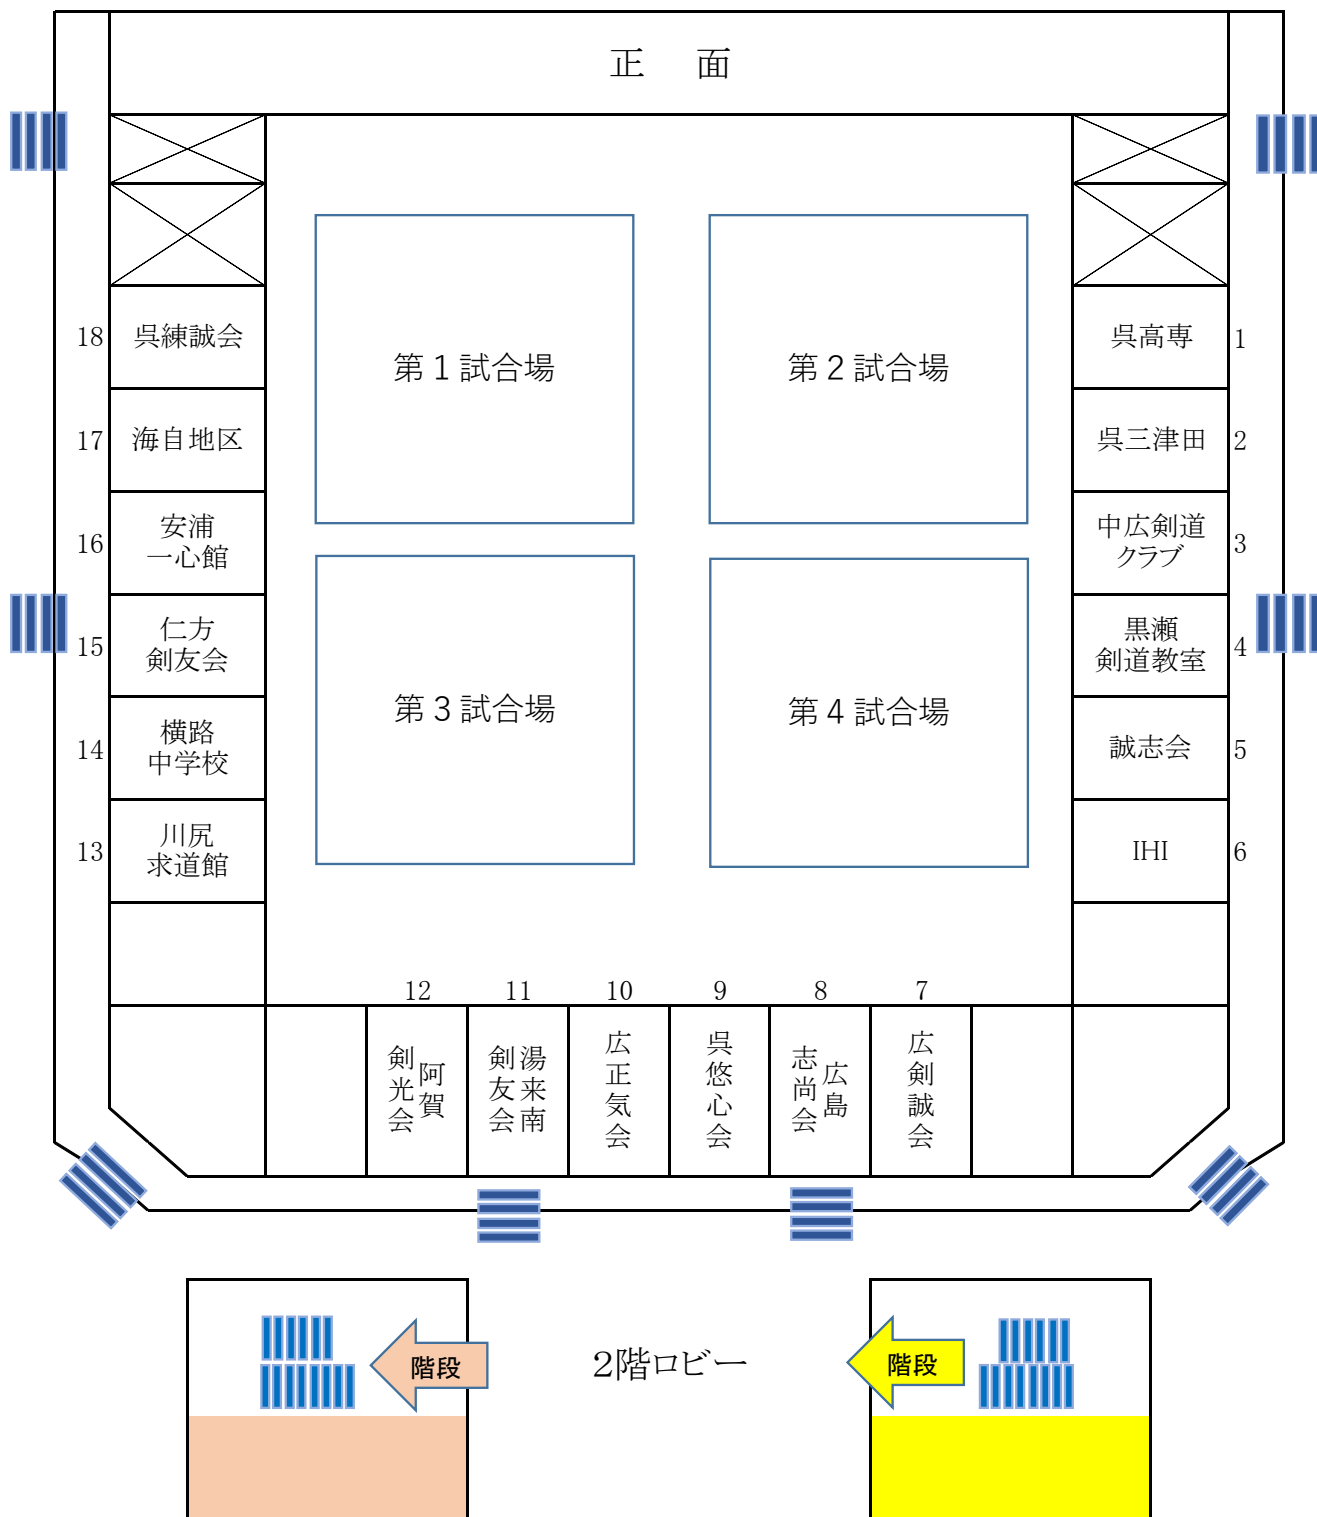 正　面
18
呉練誠会
17
海自地区
16
安浦
一心館
15
仁方
剣友会
14
横路
中学校
13
川尻
求道館
第１試合場
第２試合場
第３試合場
第４試合場
呉高専
1
呉三津田
2
中広剣道
クラブ
3
黒瀬
剣道教室
4
誠志会
5
IHI
6
12
11
10
9
8
7
阿賀
剣光会
湯来南
剣友会
広正気会
呉悠心会
広島
志尚会
広剣誠会
階段
2階ロビー
階段